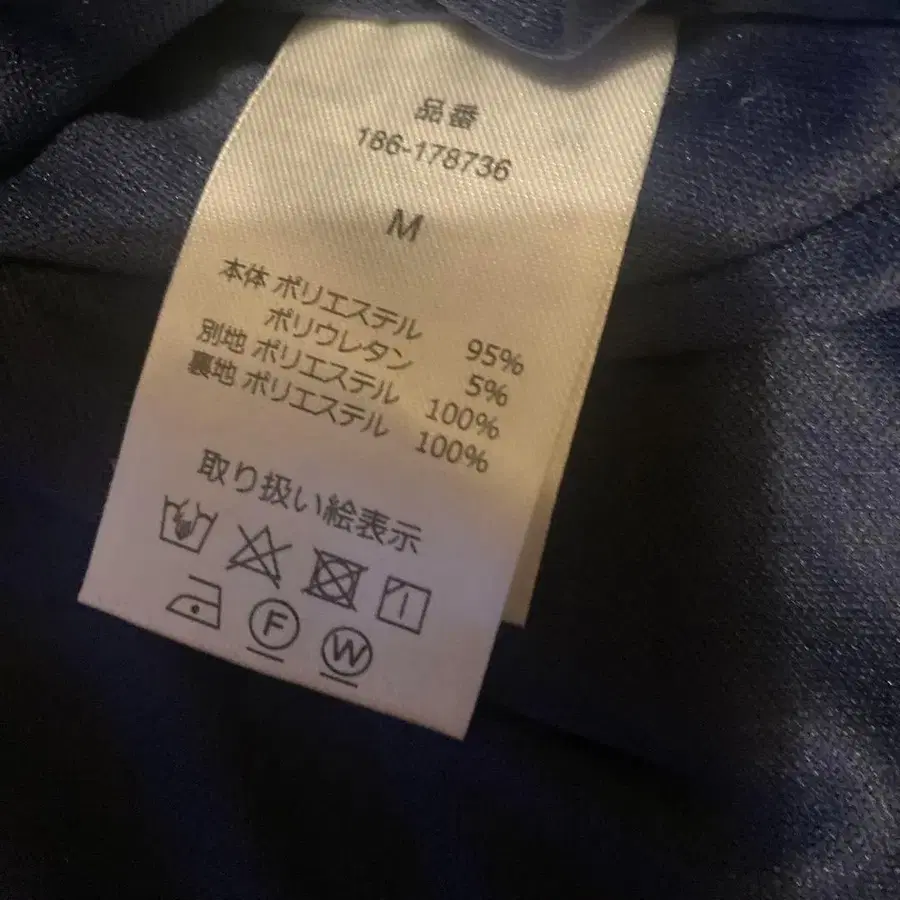 品番
186-178736
M
本体 ポリエステル 95%
ポリウレタン 5%
別地 ポリエステル 100%
裏地 ポリエステル 100%
取り扱い絵表示
F
W